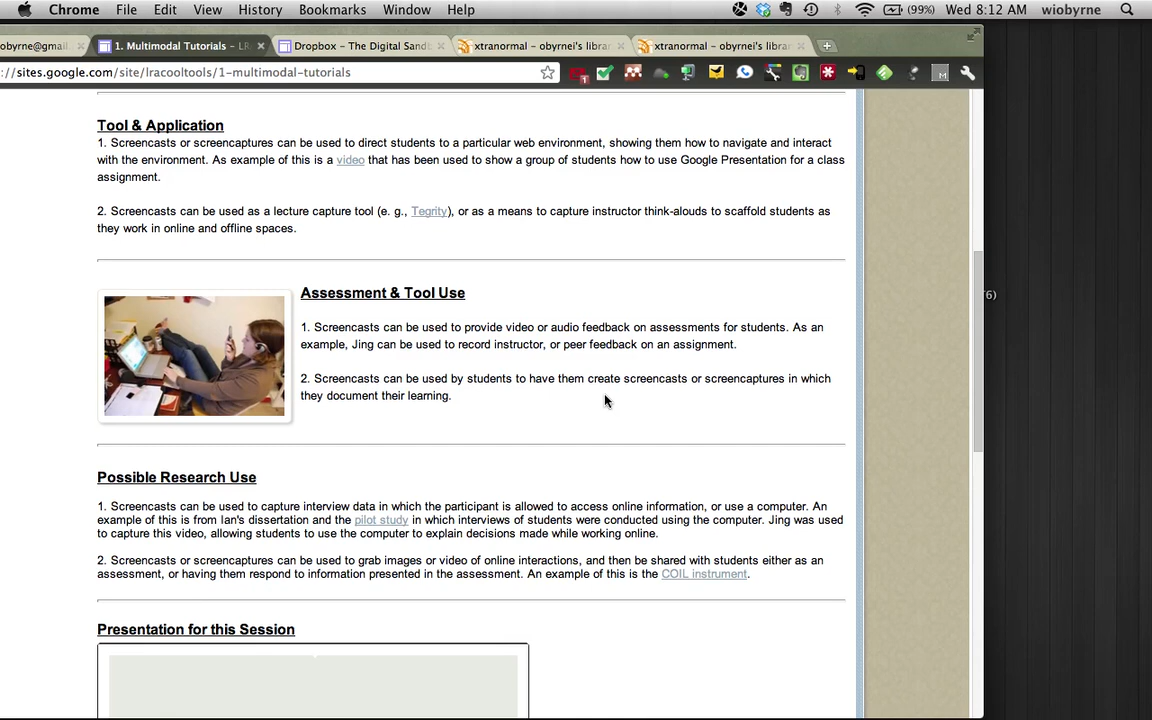 Chrome File Edit View History Bookmarks Window Help (99%) Wed 8:12 AM wiobyrne
obyrne@gmail. 1. Multimodal Tutorials - LR Dropbox - The Digital Sandb xtranormal - obyrnei's librar xtranormal - obyrnei's librar
://sites.google.com/site/lracooltools/1-multimodal-tutorials 1 M
Tool & Application
1. Screencasts or screencaptures can be used to direct students to a particular web environment, showing them how to navigate and interact
with the environment. As example of this is a video that has been used to show a group of students how to use Google Presentation for a class
assignment.
2. Screencasts can be used as a lecture capture tool (e. g., Tegrity), or as a means to capture instructor think-alouds to scaffold students as
they work in online and offline spaces.
Assessment & Tool Use
1. Screencasts can be used to provide video or audio feedback on assessments for students. As an
example, Jing can be used to record instructor, or peer feedback on an assignment.
2. Screencasts can be used by students to have them create screencasts or screencaptures in which
they document their learning.
Possible Research Use
1. Screencasts can be used to capture interview data in which the participant is allowed to access online information, or use a computer. An
example of this is from Ian's dissertation and the pilot study in which interviews of students were conducted using the computer. Jing was used
to capture this video, allowing students to use the computer to explain decisions made while working online.
2. Screencasts or screencaptures can be used to grab images or video of online interactions, and then be shared with students either as an
assessment, or having them respond to information presented in the assessment. An example of this is the COIL instrument.
Presentation for this Session